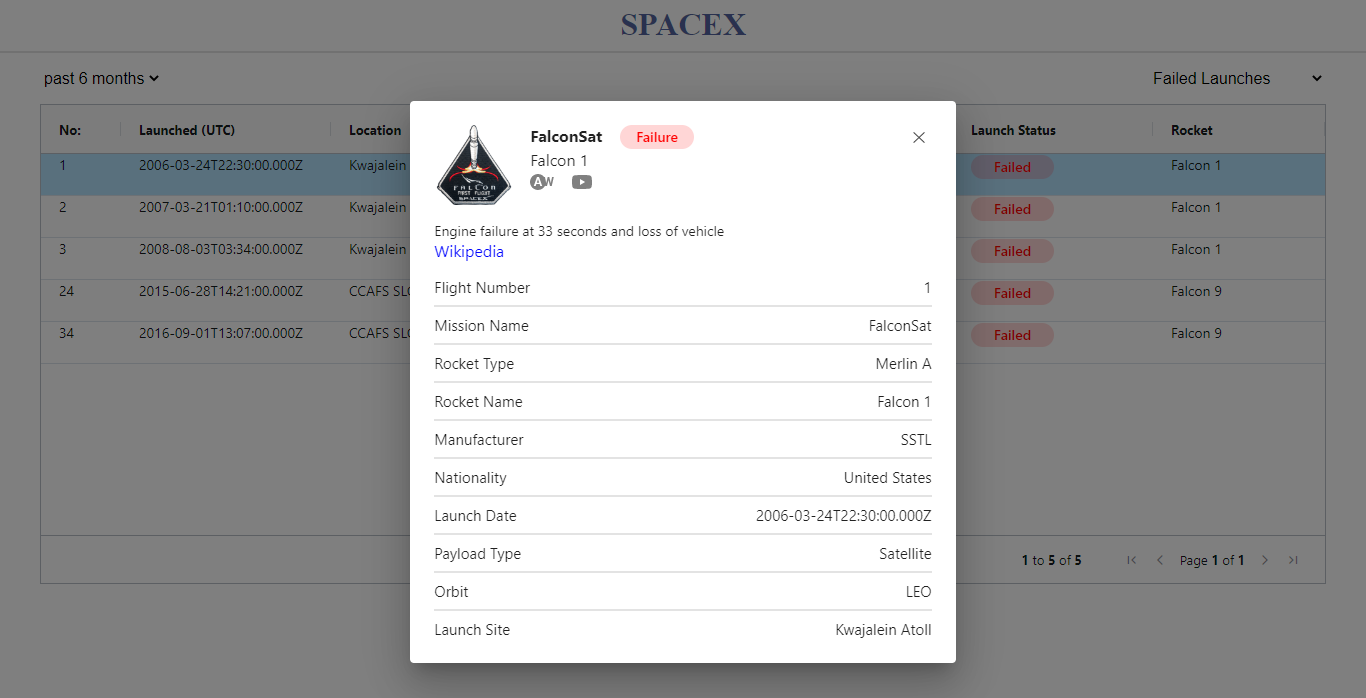 SPACEX
past 6 months
Failed Launches
No: Launched (UTC) Location Launch Status Rocket
1 2006-03-24T22:30:00.000Z Kwajalein Failed Falcon 1
2 2007-03-21T01:10:00.000Z Kwajalein Failed Falcon 1
3 2008-08-03T03:34:00.000Z Kwajalein Failed Falcon 1
24 2015-06-28T14:21:00.000Z CCAFS SLC Failed Falcon 9
34 2016-09-01T13:07:00.000Z CCAFS SLC Failed Falcon 9
1 to 5 of 5 Page 1 of 1
FALCON
FIRST FLIGHT
SPACEX
FalconSat Failure
Falcon 1
AW
Engine failure at 33 seconds and loss of vehicle
Wikipedia
Flight Number 1
Mission Name FalconSat
Rocket Type Merlin A
Rocket Name Falcon 1
Manufacturer SSTL
Nationality United States
Launch Date 2006-03-24T22:30:00.000Z
Payload Type Satellite
Orbit LEO
Launch Site Kwajalein Atoll